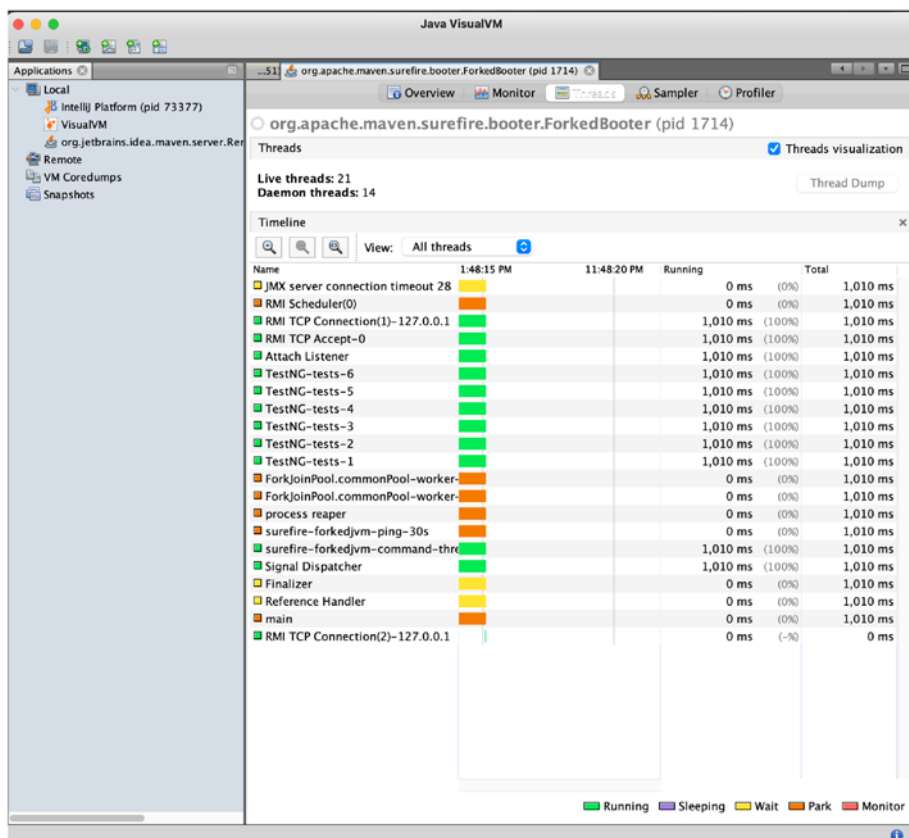 Java VisualVM
Applications
...51]
org.apache.maven.surefire.booter.ForkedBooter (pid 1714)
Local
IntelliJ Platform (pid 73377)
VisualVM
org.jetbrains.idea.maven.server.Rer
Remote
VM Coredumps
Snapshots
Overview Monitor Threads Sampler Profiler
org.apache.maven.surefire.booter.ForkedBooter (pid 1714)
Threads Threads visualization
Live threads: 21
Daemon threads: 14
Thread Dump
Timeline
View: All threads
Name 1:48:15 PM 11:48:20 PM Running Total
JMX server connection timeout 28 0 ms (0%) 1,010 ms
RMI Scheduler(0) 0 ms (0%) 1,010 ms
RMI TCP Connection(1)-127.0.0.1 1,010 ms (100%) 1,010 ms
RMI TCP Accept-0 1,010 ms (100%) 1,010 ms
Attach Listener 1,010 ms (100%) 1,010 ms
TestNG-tests-6 1,010 ms (100%) 1,010 ms
TestNG-tests-5 1,010 ms (100%) 1,010 ms
TestNG-tests-4 1,010 ms (100%) 1,010 ms
TestNG-tests-3 1,010 ms (100%) 1,010 ms
TestNG-tests-2 1,010 ms (100%) 1,010 ms
TestNG-tests-1 1,010 ms (100%) 1,010 ms
ForkJoinPool.commonPool-worker- 0 ms (0%) 1,010 ms
ForkJoinPool.commonPool-worker- 0 ms (0%) 1,010 ms
process reaper 0 ms (0%) 1,010 ms
surefire-forkedjvm-ping-30s 0 ms (0%) 1,010 ms
surefire-forkedjvm-command-thre 1,010 ms (100%) 1,010 ms
Signal Dispatcher 1,010 ms (100%) 1,010 ms
Finalizer 0 ms (0%) 1,010 ms
Reference Handler 0 ms (0%) 1,010 ms
main 0 ms (0%) 1,010 ms
RMI TCP Connection(2)-127.0.0.1 0 ms (-%) 0 ms
Running Sleeping Wait Park Monitor